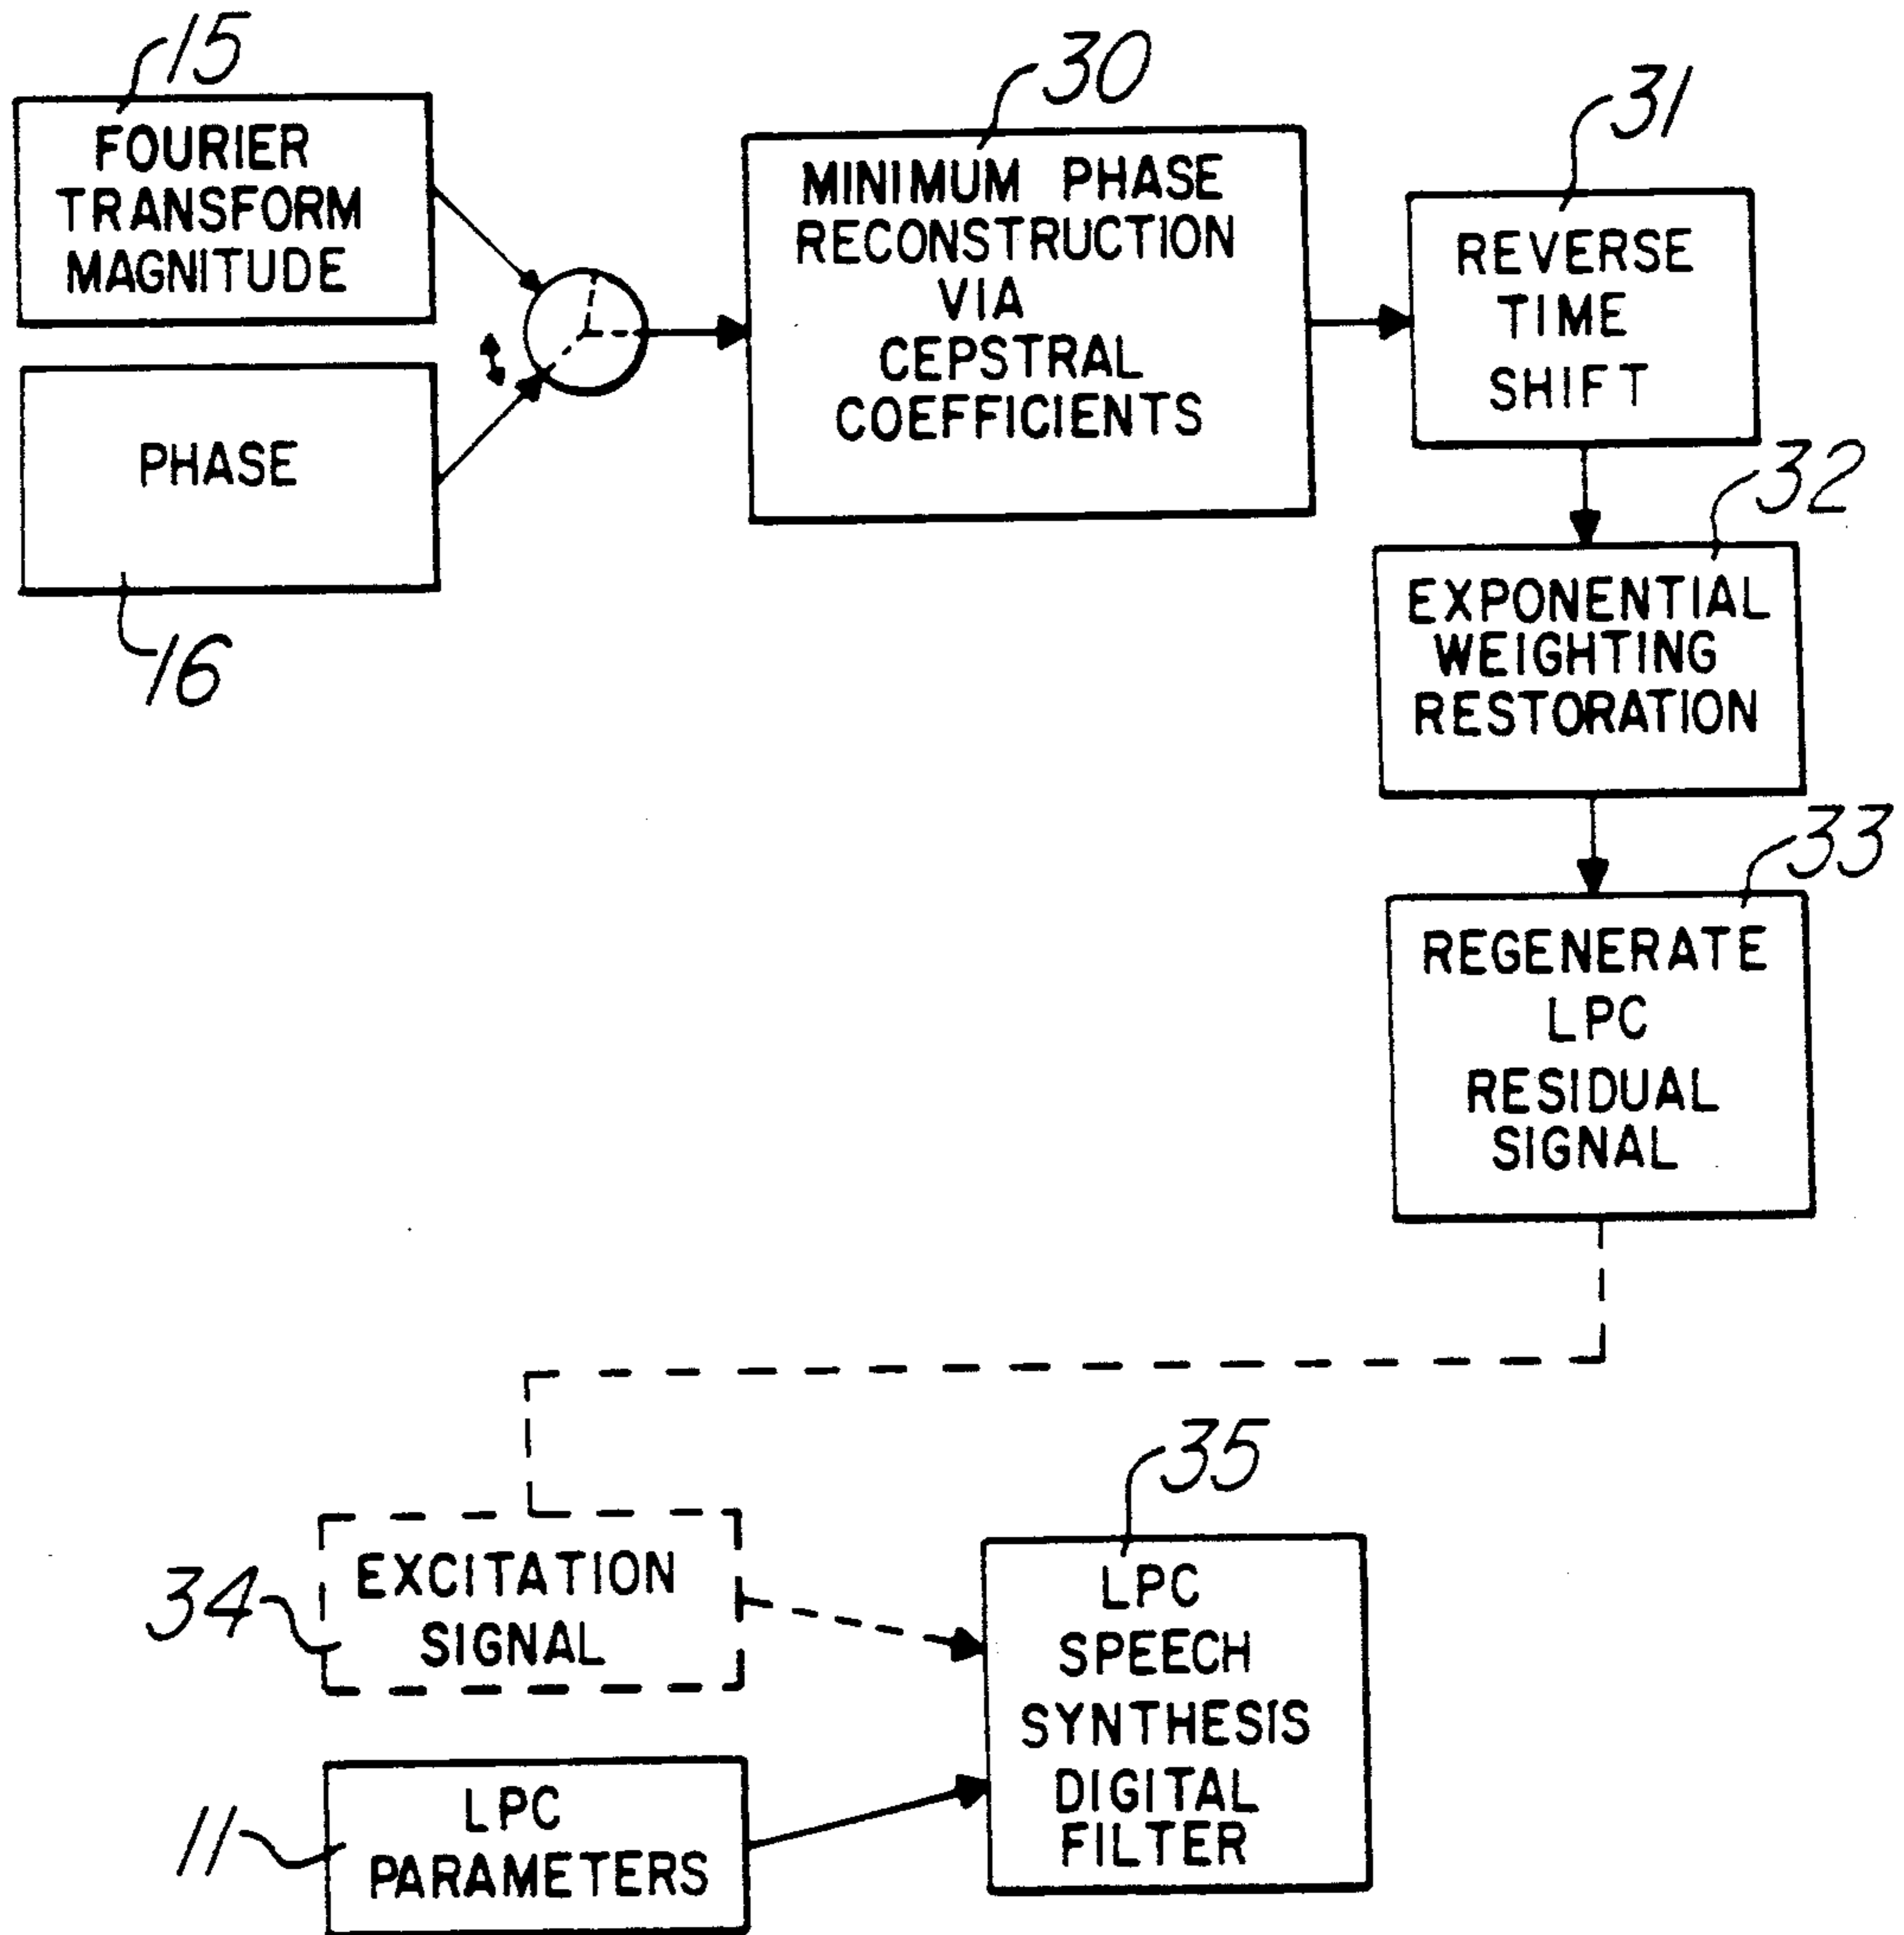 15
FOURIER
TRANSFORM
MAGNITUDE
PHASE
16
30
MINIMUM PHASE
RECONSTRUCTION
VIA
CEPSTRAL
COEFFICIENTS
31
REVERSE
TIME
SHIFT
32
EXPONENTIAL
WEIGHTING
RESTORATION
33
REGENERATE
LPC
RESIDUAL
SIGNAL
34
EXCITATION
SIGNAL
11
LPC
PARAMETERS
35
LPC
SPEECH
SYNTHESIS
DIGITAL
FILTER